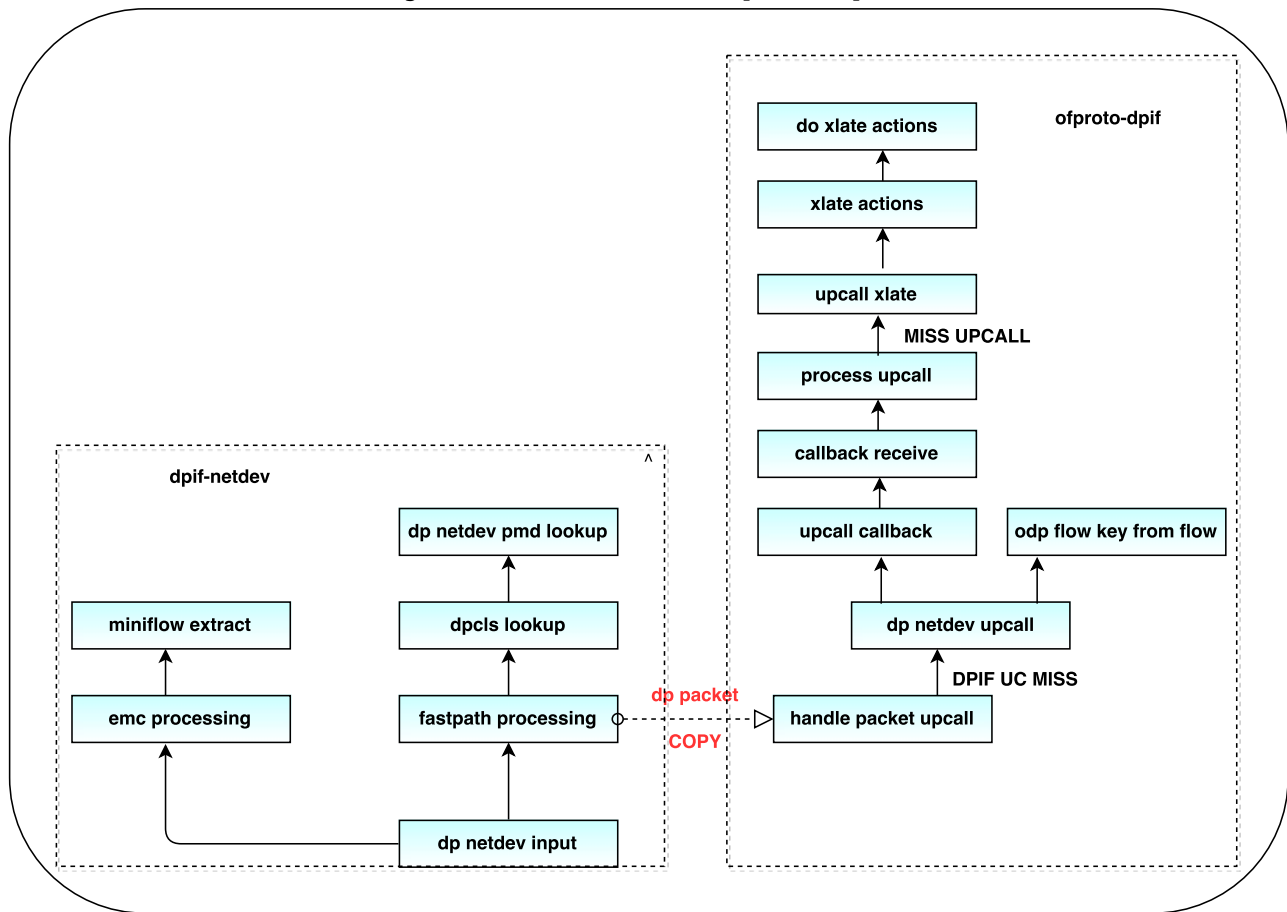 do xlate actions
ofproto-dpif
xlate actions
upcall xlate
MISS UPCALL
process upcall
callback receive
^
dpif-netdev
dp netdev pmd lookup
upcall callback
odp flow key from flow
miniflow extract
dpcls lookup
dp netdev upcall
DPIF UC MISS
dp packet
emc processing
fastpath processing
handle packet upcall
COPY
dp netdev input